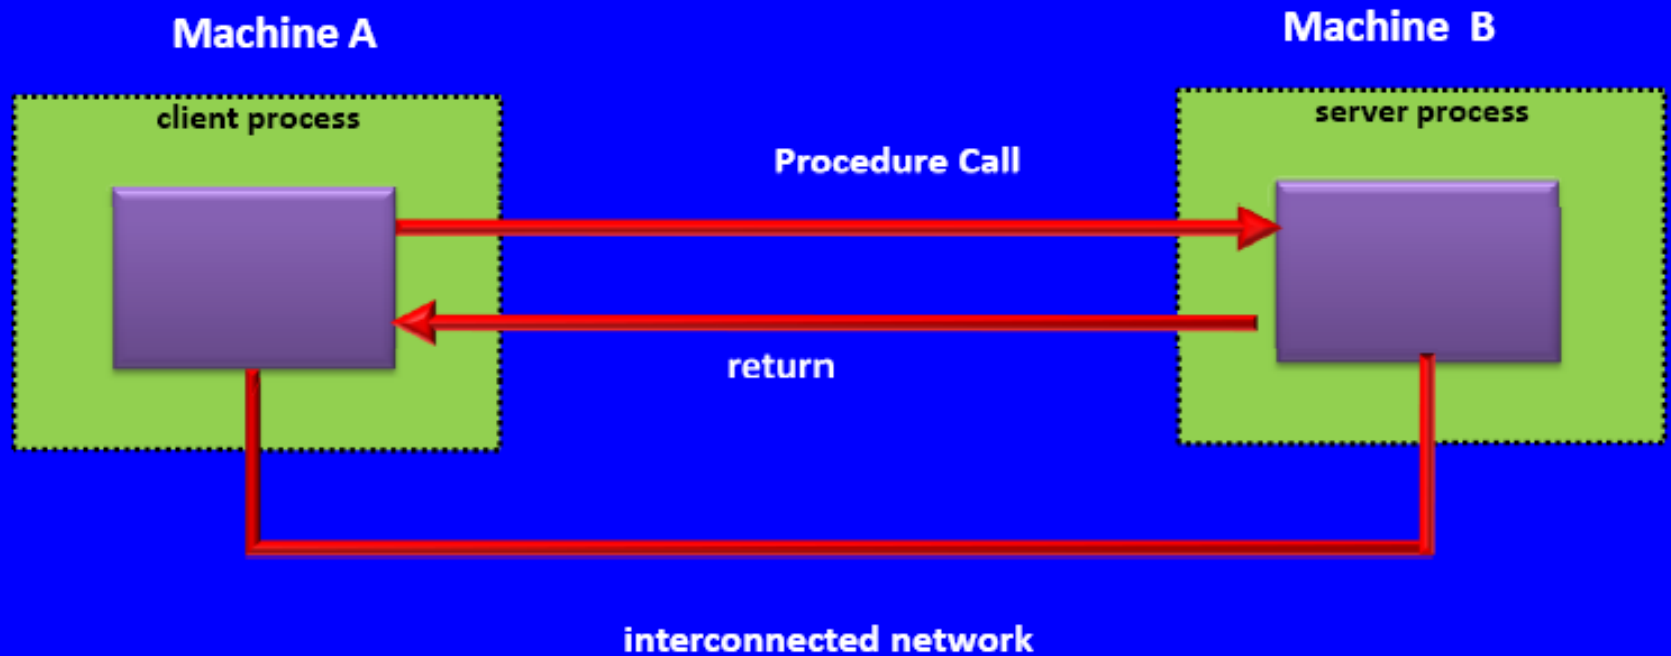 Machine A
Machine B
client process
server process
Procedure Call
return
interconnected network